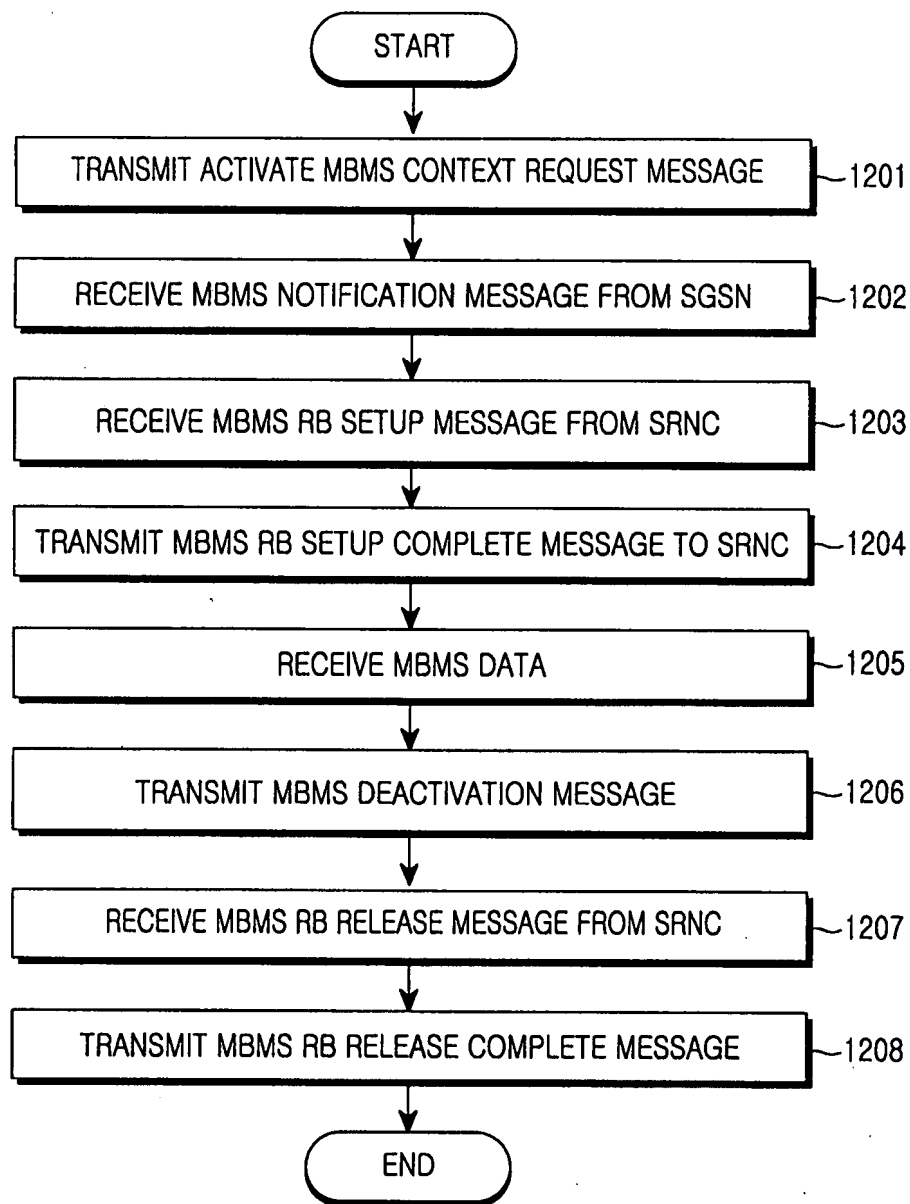 START
TRANSMIT ACTIVATE MBMS CONTEXT REQUEST MESSAGE 1201
RECEIVE MBMS NOTIFICATION MESSAGE FROM SGSN 1202
RECEIVE MBMS RB SETUP MESSAGE FROM SRNC 1203
TRANSMIT MBMS RB SETUP COMPLETE MESSAGE TO SRNC 1204
RECEIVE MBMS DATA 1205
TRANSMIT MBMS DEACTIVATION MESSAGE 1206
RECEIVE MBMS RB RELEASE MESSAGE FROM SRNC 1207
TRANSMIT MBMS RB RELEASE COMPLETE MESSAGE 1208
END